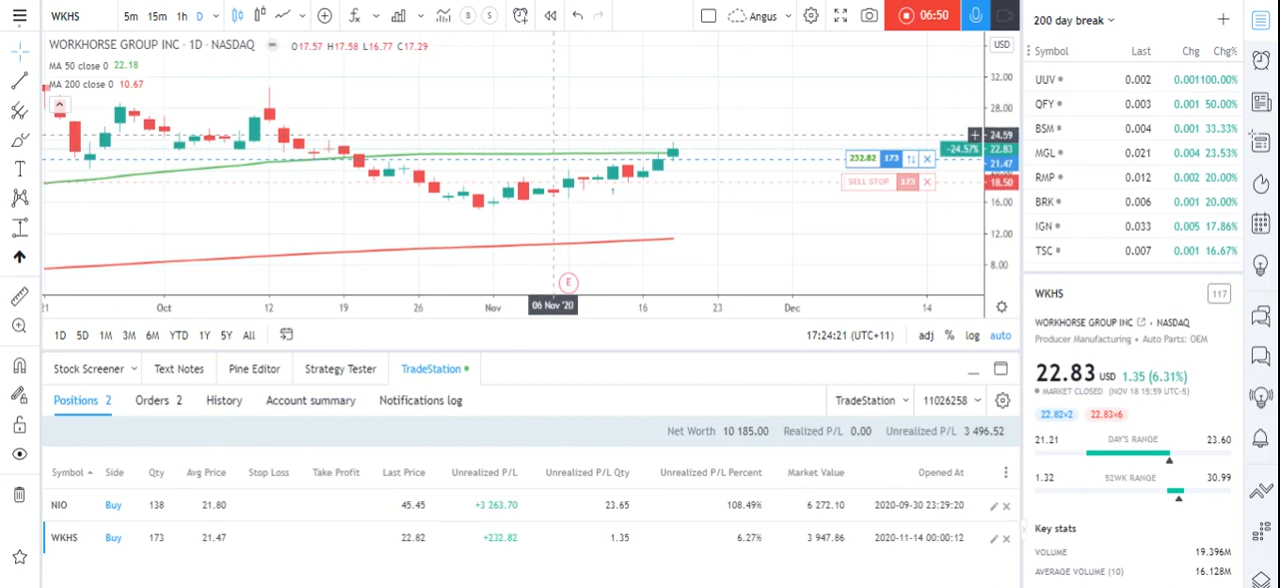 WKHS 5m 15m 1h D B S Angus 06:50
WORKHORSE GROUP INC · 1D · NASDAQ O17.57 H17.58 L16.77 C17.29
MA 50 close 0 22.18
MA 200 close 0 10.67
USD
32.00
28.00
24.59
-24.57% 22.83
232.82 173 21.47
SELL STOP 173 18.50
16.00
12.00
8.00
E
21 Oct 12 19 26 Nov 06 Nov '20 16 23 Dec 14
1D 5D 1M 3M 6M YTD 1Y 5Y All 17:24:21 (UTC+11) adj % log auto
Stock Screener Text Notes Pine Editor Strategy Tester TradeStation
Positions 2 Orders 2 History Account summary Notifications log TradeStation 11026258
Net Worth 10 185.00 Realized P/L 0.00 Unrealized P/L 3 496.52
Symbol Side Qty Avg Price Stop Loss Take Profit Last Price Unrealized P/L Unrealized P/L Qty Unrealized P/L Percent Market Value Opened At
NIO Buy 138 21.80 45.45 +3 263.70 23.65 108.49% 6 272.10 2020-09-30 23:29:20
WKHS Buy 173 21.47 22.82 +232.82 1.35 6.27% 3 947.86 2020-11-14 00:00:12
200 day break
Symbol Last Chg Chg%
UUV 0.002 0.001 100.00%
QFY 0.003 0.001 50.00%
BSM 0.004 0.001 33.33%
MGL 0.021 0.004 23.53%
RMP 0.012 0.002 20.00%
BRK 0.006 0.001 20.00%
IGN 0.033 0.005 17.86%
TSC 0.007 0.001 16.67%
WKHS 117
WORKHORSE GROUP INC · NASDAQ
Producer Manufacturing • Auto Parts: OEM
22.83 USD 1.35 (6.31%)
MARKET CLOSED (NOV 18 15:59 UTC-5)
22.82×2 22.83×6
21.21 DAY'S RANGE 23.60
1.32 52WK RANGE 30.99
Key stats
VOLUME 19.396M
AVERAGE VOLUME (10) 16.128M